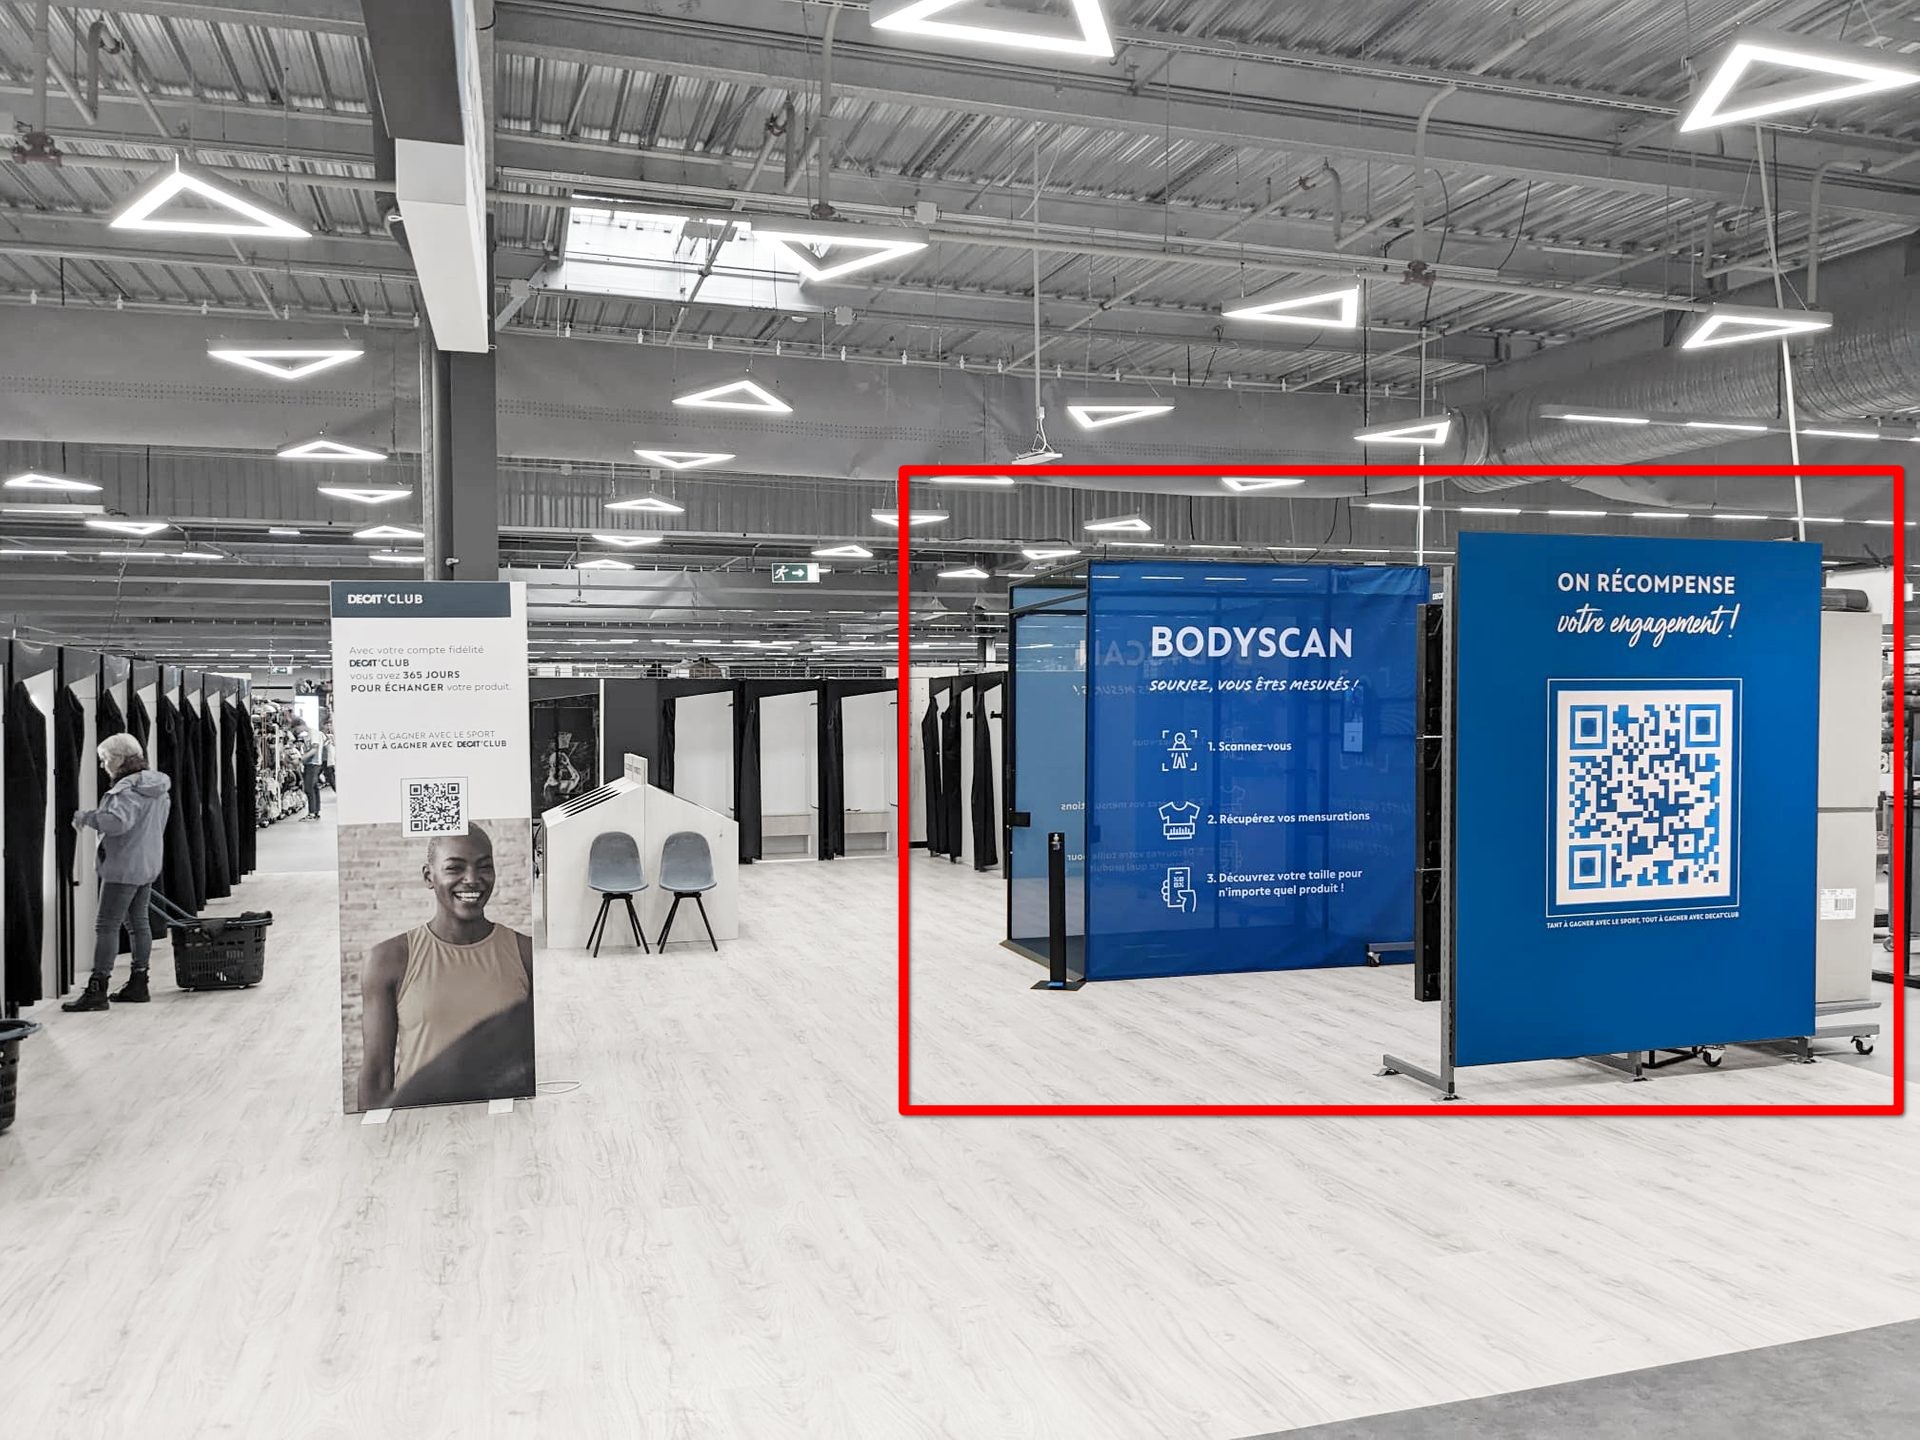 DECAT'CLUB
Avec votre compte fidélité
DECAT'CLUB
vous avez 365 JOURS
POUR ÉCHANGER votre produit.
TANT À GAGNER AVEC LE SPORT
TOUT À GAGNER AVEC DECAT'CLUB
BODYSCAN
SOURIEZ, VOUS ÊTES MESURÉS !
1. Scannez-vous
2. Récupérez vos mensurations
3. Découvrez votre taille pour
n'importe quel produit !
ON RÉCOMPENSE
votre engagement !
TANT À GAGNER AVEC LE SPORT, TOUT À GAGNER AVEC DECAT'CLUB